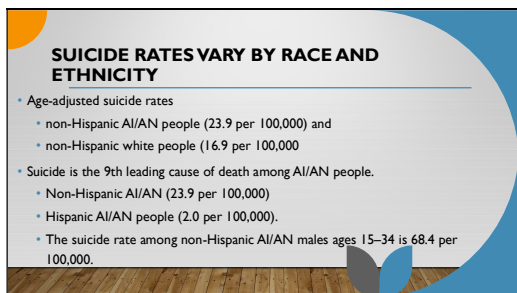 SUICIDE RATES VARY BY RACE AND
ETHNICITY
• Age-adjusted suicide rates
• non-Hispanic AI/AN people (23.9 per 100,000) and
• non-Hispanic white people (16.9 per 100,000
• Suicide is the 9th leading cause of death among AI/AN people.
• Non-Hispanic AI/AN (23.9 per 100,000)
• Hispanic AI/AN people (2.0 per 100,000).
• The suicide rate among non-Hispanic AI/AN males ages 15–34 is 68.4 per
100,000.